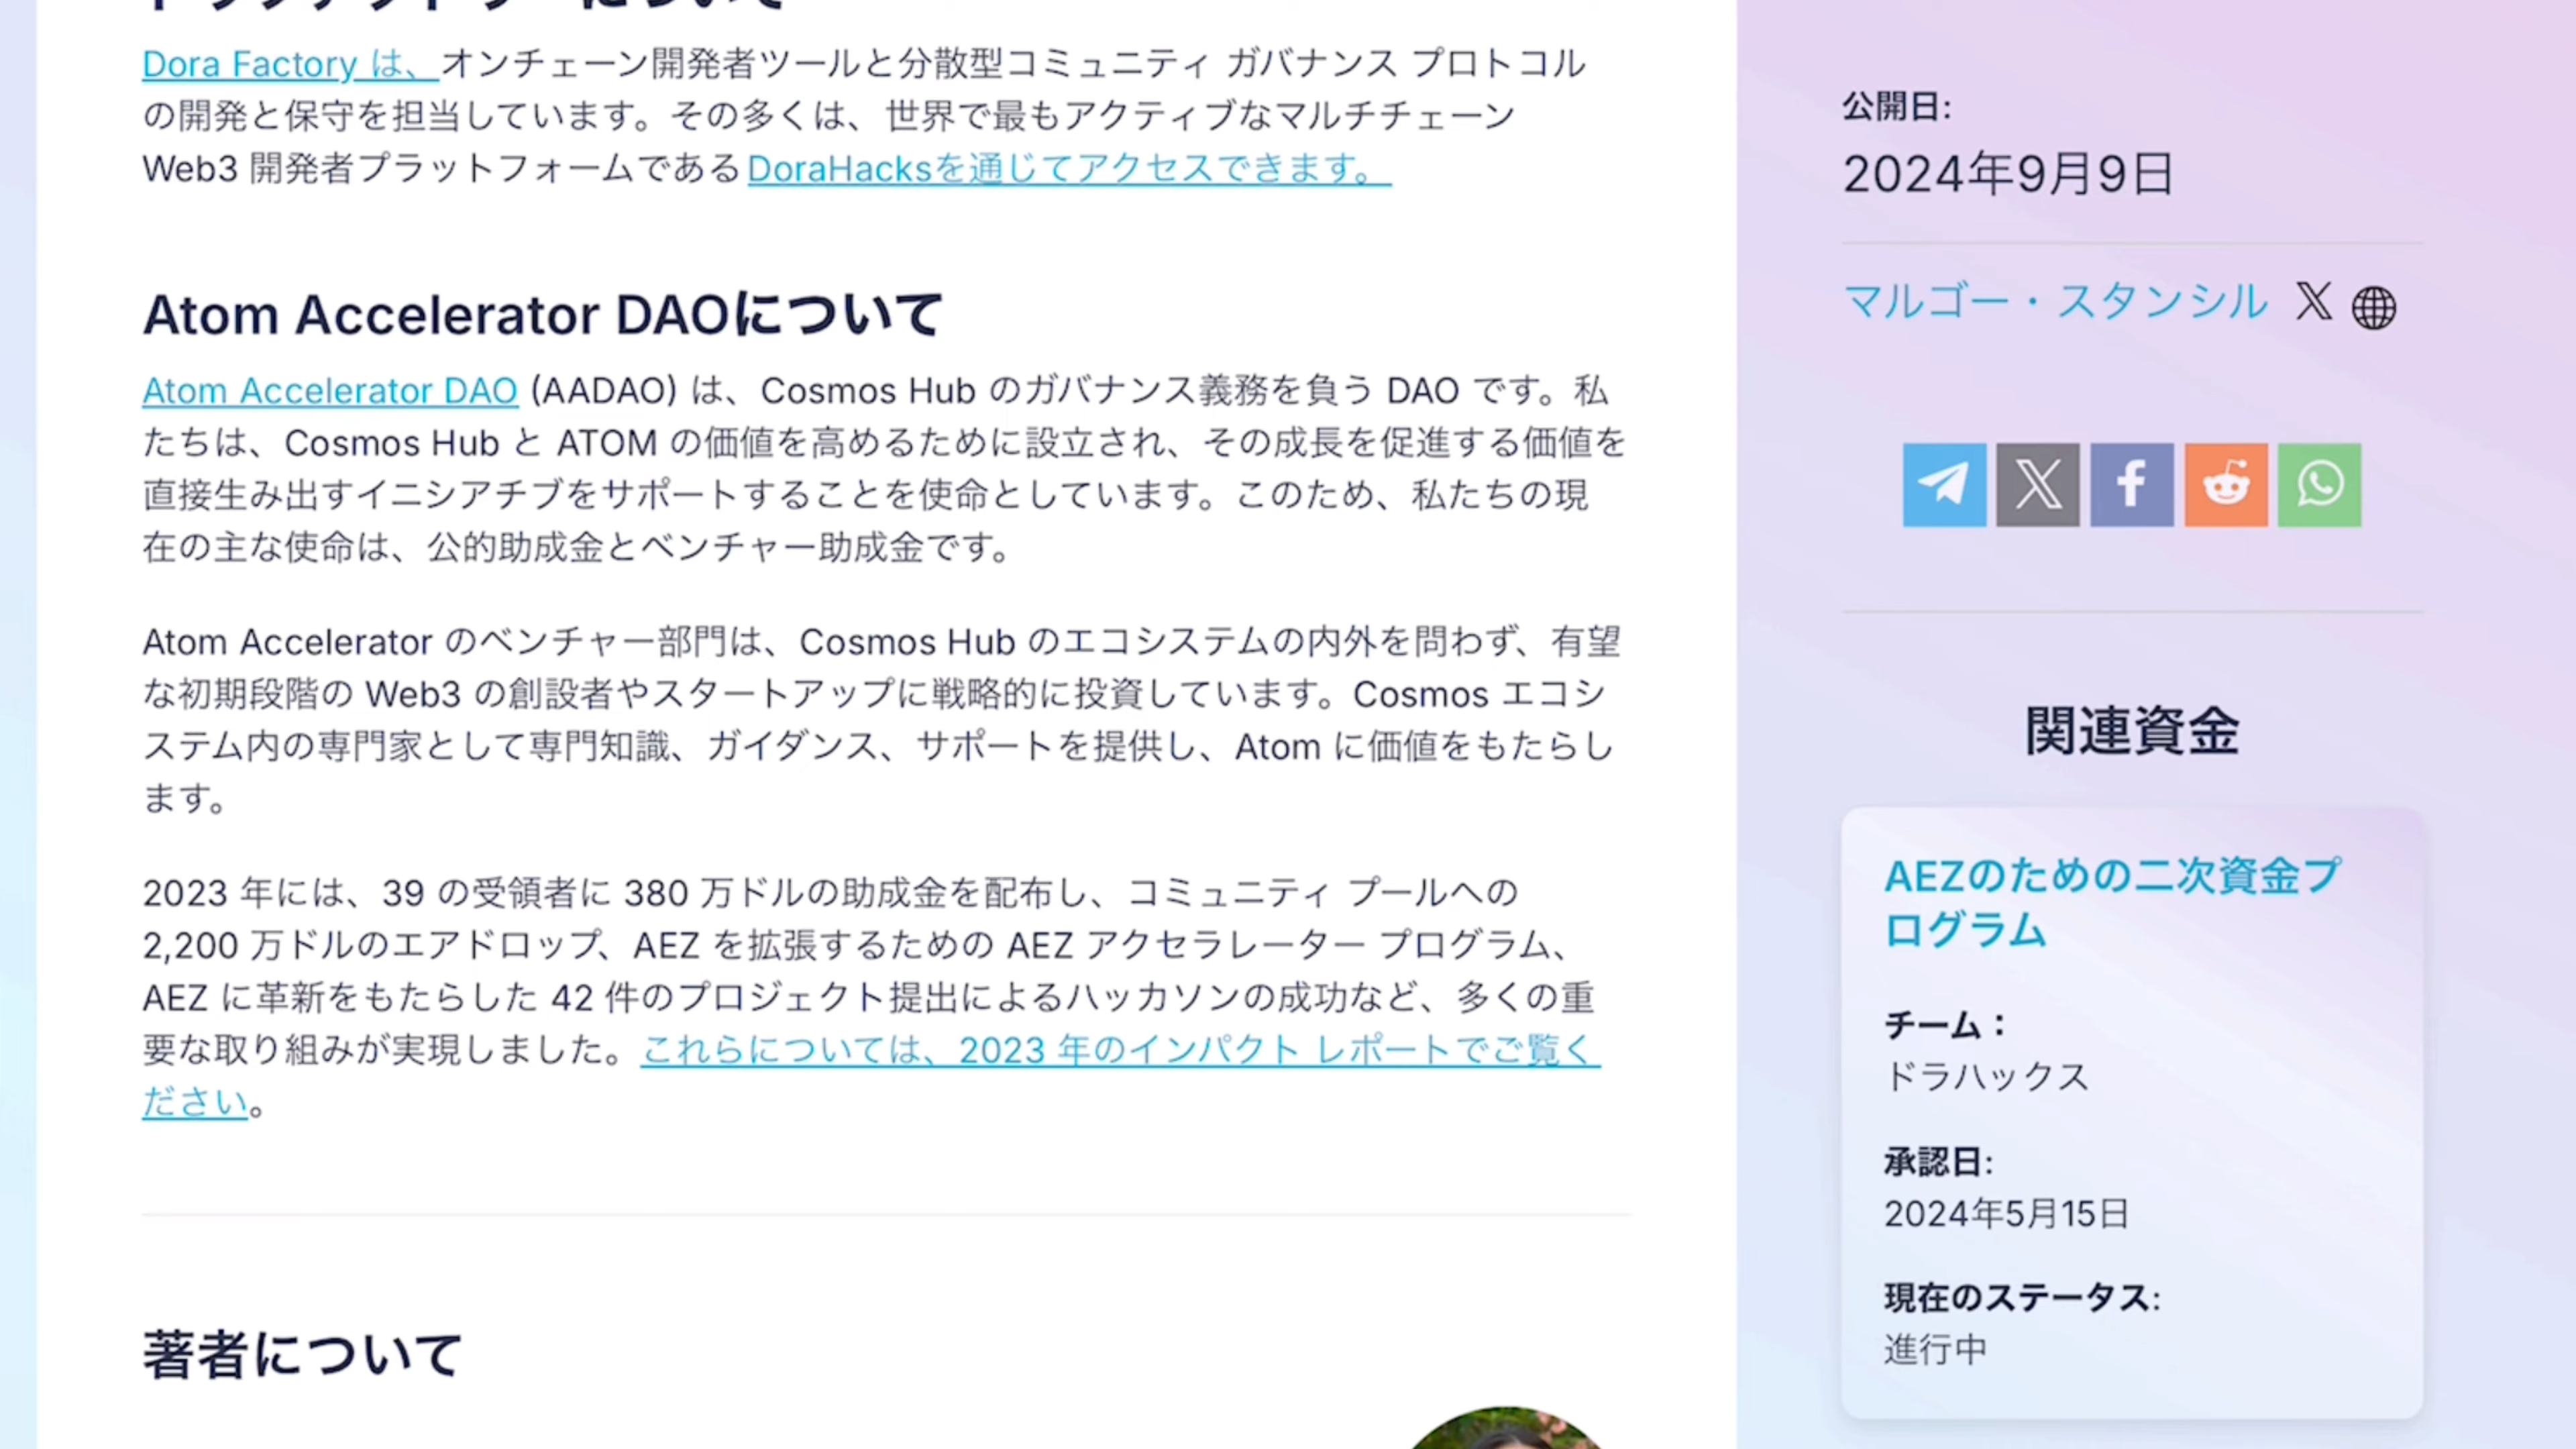 Dora Factory は、オンチェーン開発者ツールと分散型コミュニティ ガバナンス プロトコル
の開発と保守を担当しています。その多くは、世界で最もアクティブなマルチチェーン
Web3 開発者プラットフォームであるDoraHacksを通じてアクセスできます。
Atom Accelerator DAOについて
Atom Accelerator DAO (AADAO) は、Cosmos Hub のガバナンス義務を負う DAO です。私
たちは、Cosmos Hub と ATOM の価値を高めるために設立され、その成長を促進する価値を
直接生み出すイニシアチブをサポートすることを使命としています。このため、私たちの現
在の主な使命は、公的助成金とベンチャー助成金です。
Atom Accelerator のベンチャー部門は、Cosmos Hub のエコシステムの内外を問わず、有望
な初期段階の Web3 の創設者やスタートアップに戦略的に投資しています。Cosmos エコシ
ステム内の専門家として専門知識、ガイダンス、サポートを提供し、Atom に価値をもたらし
ます。
2023 年には、39 の受領者に 380 万ドルの助成金を配布し、コミュニティ プールへの
2,200 万ドルのエアドロップ、AEZ を拡張するための AEZ アクセラレーター プログラム、
AEZ に革新をもたらした 42 件のプロジェクト提出によるハッカソンの成功など、多くの重
要な取り組みが実現しました。これらについては、2023 年のインパクト レポートでご覧く
ださい。
著者について
公開日:
2024年9月9日
マルゴー・スタンシル
関連資金
AEZのための二次資金プ
ログラム
チーム：
ドラハックス
承認日:
2024年5月15日
現在のステータス:
進行中